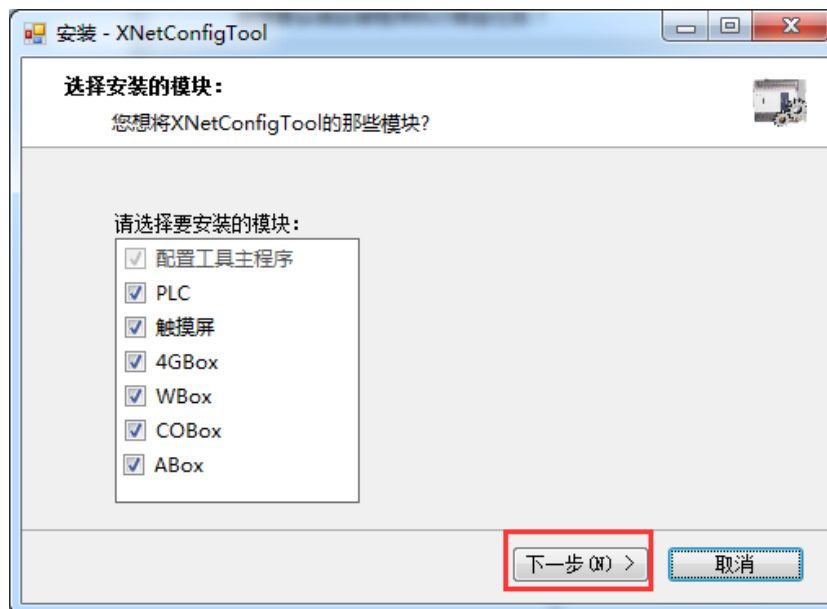 安装 - XNetConfigTool
选择安装的模块：
您想将XNetConfigTool的那些模块?
请选择要安装的模块：
配置工具主程序
PLC
触摸屏
4GBox
WBox
COBox
ABox
下一步(N) >
取消